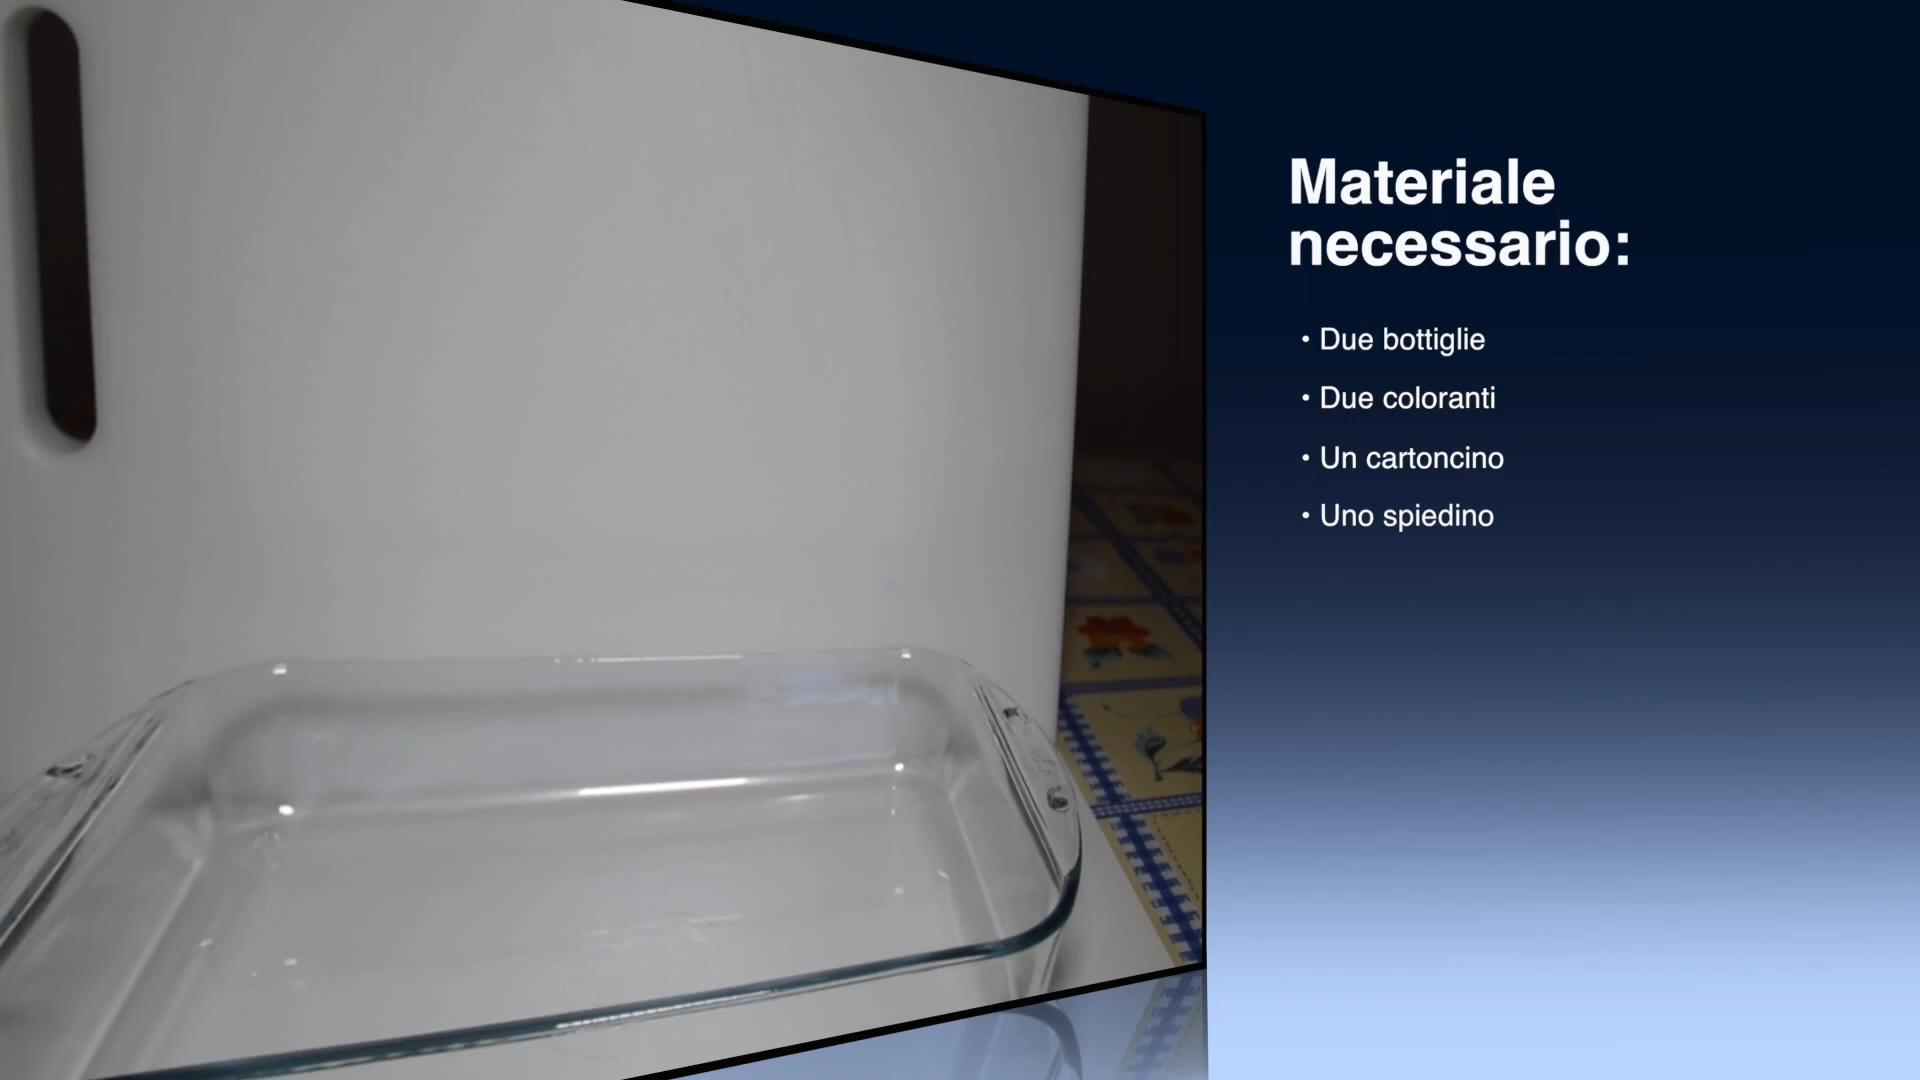 Materiale
necessario:
• Due bottiglie
• Due coloranti
• Un cartoncino
• Uno spiedino